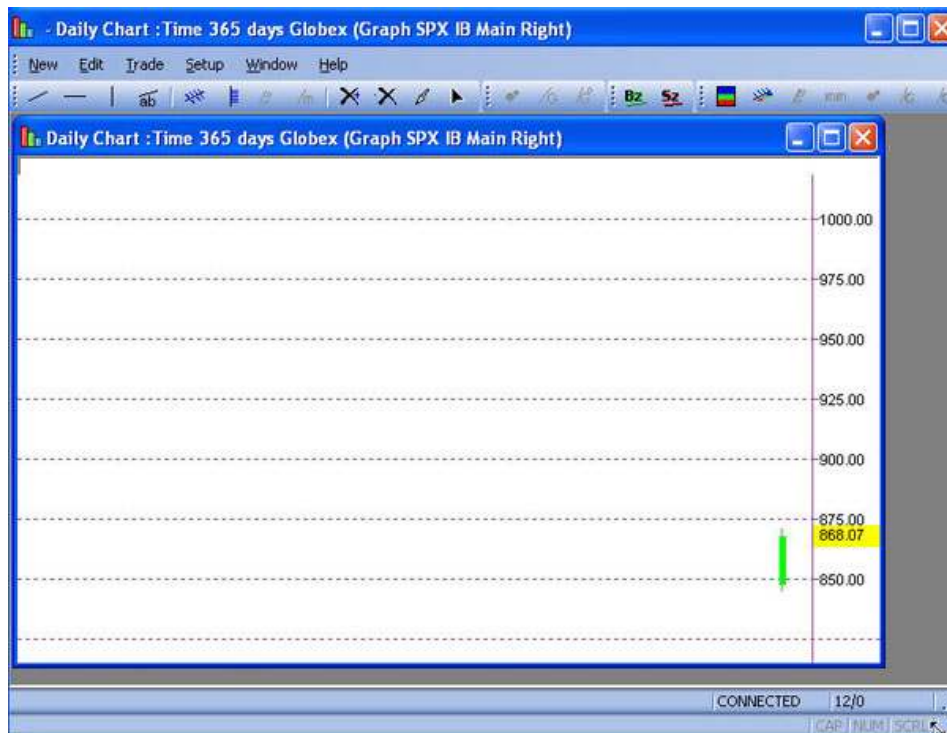 - Daily Chart :Time 365 days Globex (Graph SPX IB Main Right)
New Edit Trade Setup Window Help
ab Bz Sz mm
Daily Chart :Time 365 days Globex (Graph SPX IB Main Right)
1000.00
975.00
950.00
925.00
900.00
875.00
868.07
850.00
CONNECTED 12/0
CAP NUM SCRL